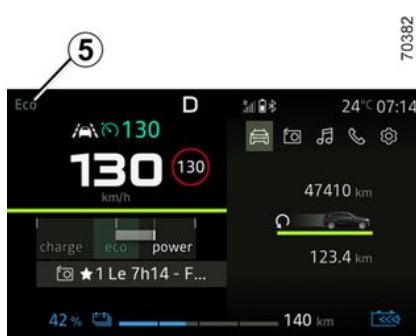 70382
5
Eco D 24°C 07:14
130
130 130
km/h
47410 km
charge eco power
123.4 km
1 Le 7h14 - F...
42 % 140 km